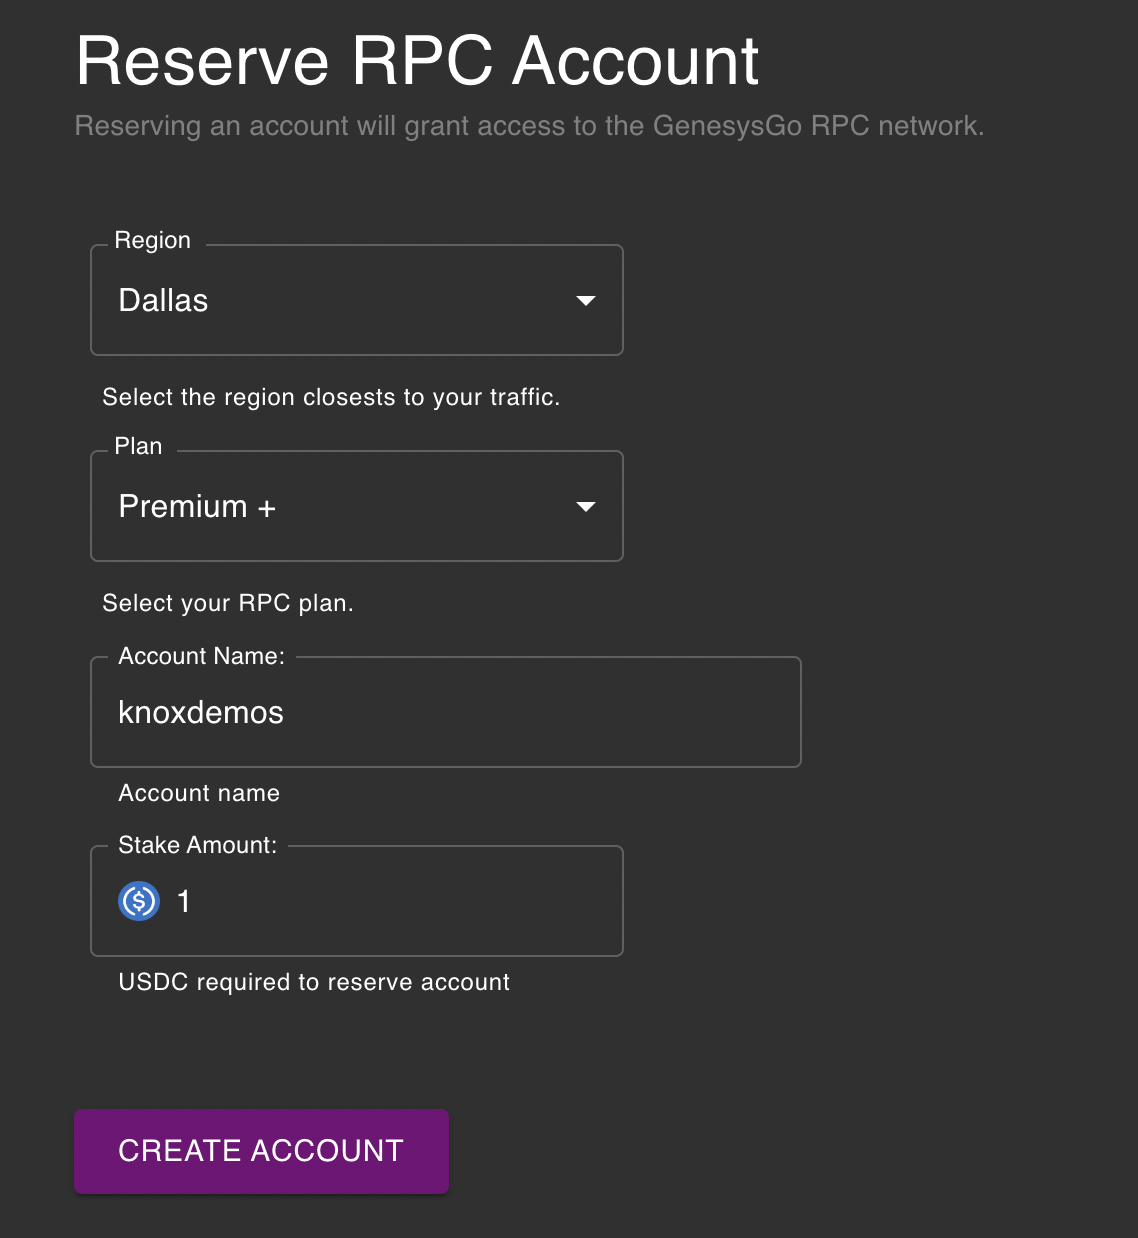 Reserve RPC Account
Reserving an account will grant access to the GenesysGo RPC network.
Region
Dallas
Select the region closests to your traffic.
Plan
Premium +
Select your RPC plan.
Account Name:
knoxdemos
Account name
Stake Amount:
$ 1
USDC required to reserve account
CREATE ACCOUNT